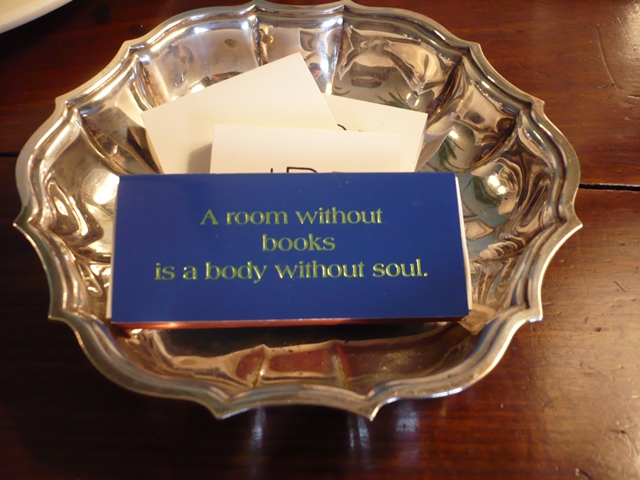 A room without
books
is a body without soul.